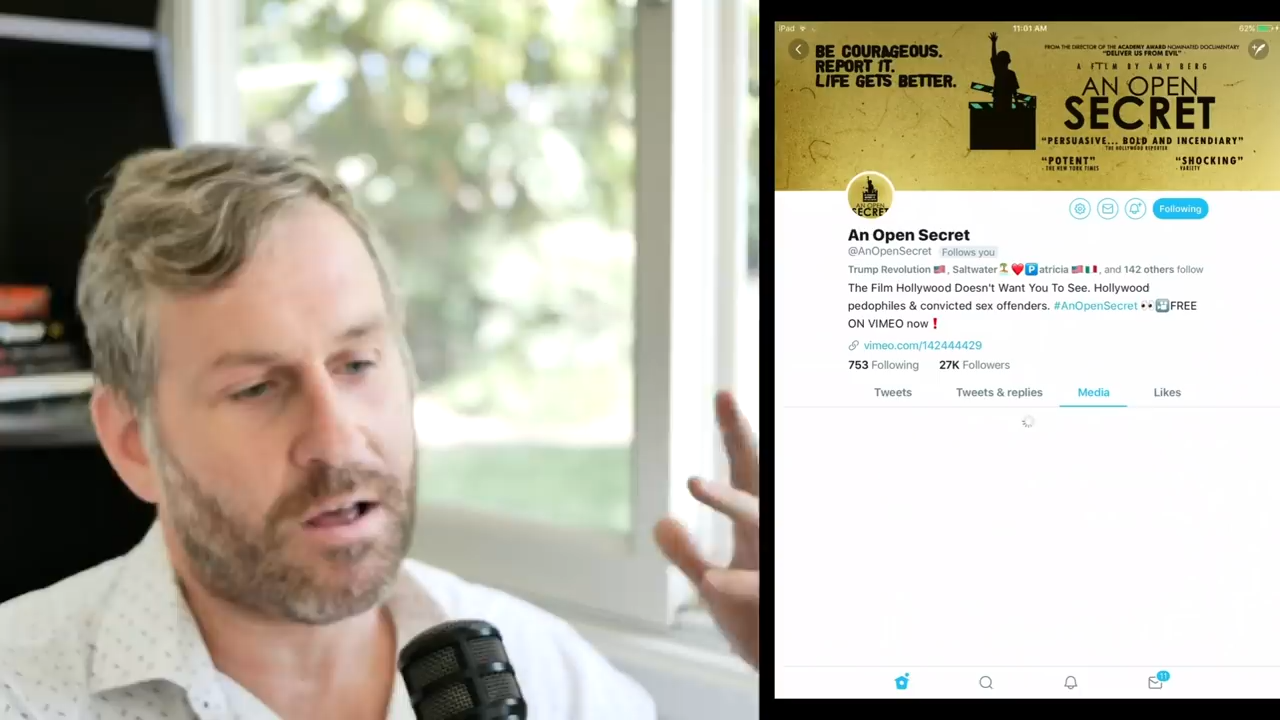 iPad
11:01 AM
62%
BE COURAGEOUS.
REPORT IT.
LIFE GETS BETTER.
FROM THE DIRECTOR OF THE ACADEMY AWARD NOMINATED DOCUMENTARY
"DELIVER US FROM EVIL"
A FILM BY AMY BERG
AN OPEN
SECRET
"PERSUASIVE... BOLD AND INCENDIARY"
THE HOLLYWOOD REPORTER
"POTENT"
THE NEW YORK TIMES
"SHOCKING"
VARIETY
AN OPEN
SECRET
Following
An Open Secret
@AnOpenSecret Follows you
Trump Revolution 🇺🇸, Saltwater🏝️❤️🅿️atricia 🇺🇸🇮🇹, and 142 others follow
The Film Hollywood Doesn't Want You To See. Hollywood
pedophiles & convicted sex offenders. #AnOpenSecret 👀🎦FREE
ON VIMEO now❗
vimeo.com/142444429
753 Following 27K Followers
Tweets Tweets & replies Media Likes
11